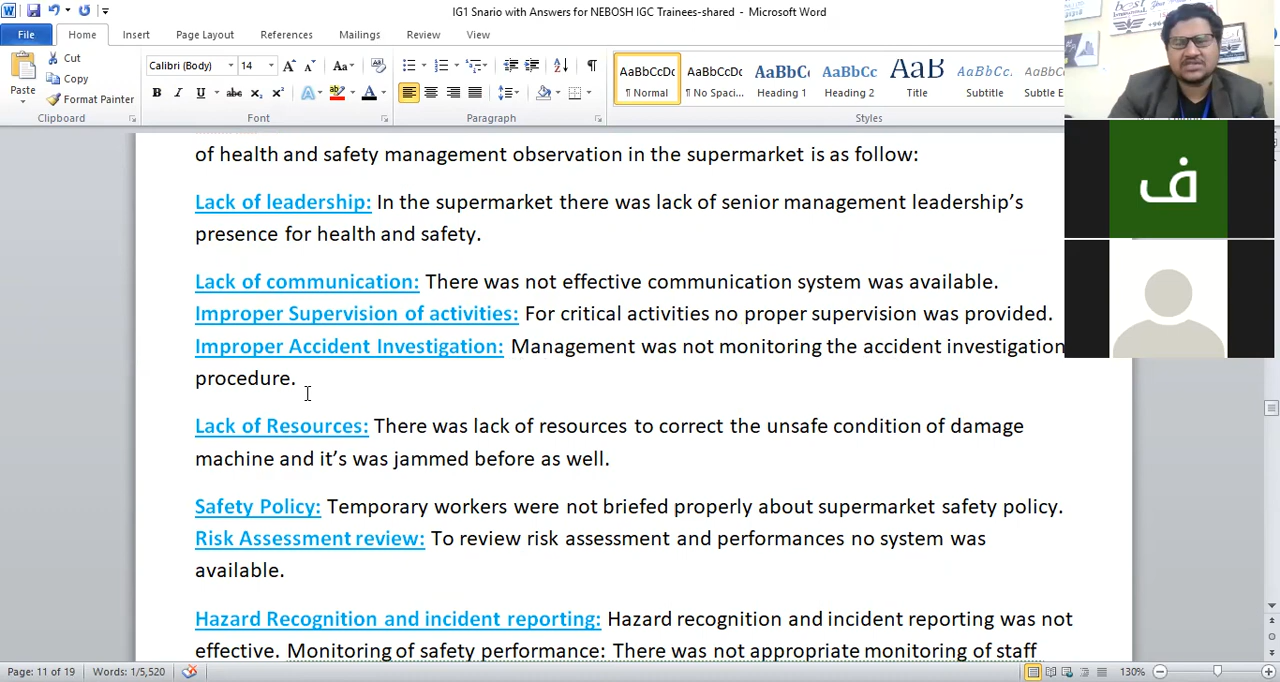 IG1 Snario with Answers for NEBOSH IGC Trainees-shared - Microsoft Word
File Home Insert Page Layout References Mailings Review View
Cut
Copy
Format Painter
Paste
Clipboard
Calibri (Body) 14
Font
Paragraph
AaBbCcDc AaBbCcDc AaBbCc AaBbCc AaB AaBbCc. AaBbCc
¶ Normal ¶ No Spaci... Heading 1 Heading 2 Title Subtitle Subtle E
Styles
of health and safety management observation in the supermarket is as follow:
Lack of leadership: In the supermarket there was lack of senior management leadership's
presence for health and safety.
Lack of communication: There was not effective communication system was available.
Improper Supervision of activities: For critical activities no proper supervision was provided.
Improper Accident Investigation: Management was not monitoring the accident investigation
procedure.
Lack of Resources: There was lack of resources to correct the unsafe condition of damage
machine and it's was jammed before as well.
Safety Policy: Temporary workers were not briefed properly about supermarket safety policy.
Risk Assessment review: To review risk assessment and performances no system was
available.
Hazard Recognition and incident reporting: Hazard recognition and incident reporting was not
effective. Monitoring of safety performance: There was not appropriate monitoring of staff
Page: 11 of 19 Words: 1/5,520 130%
ف